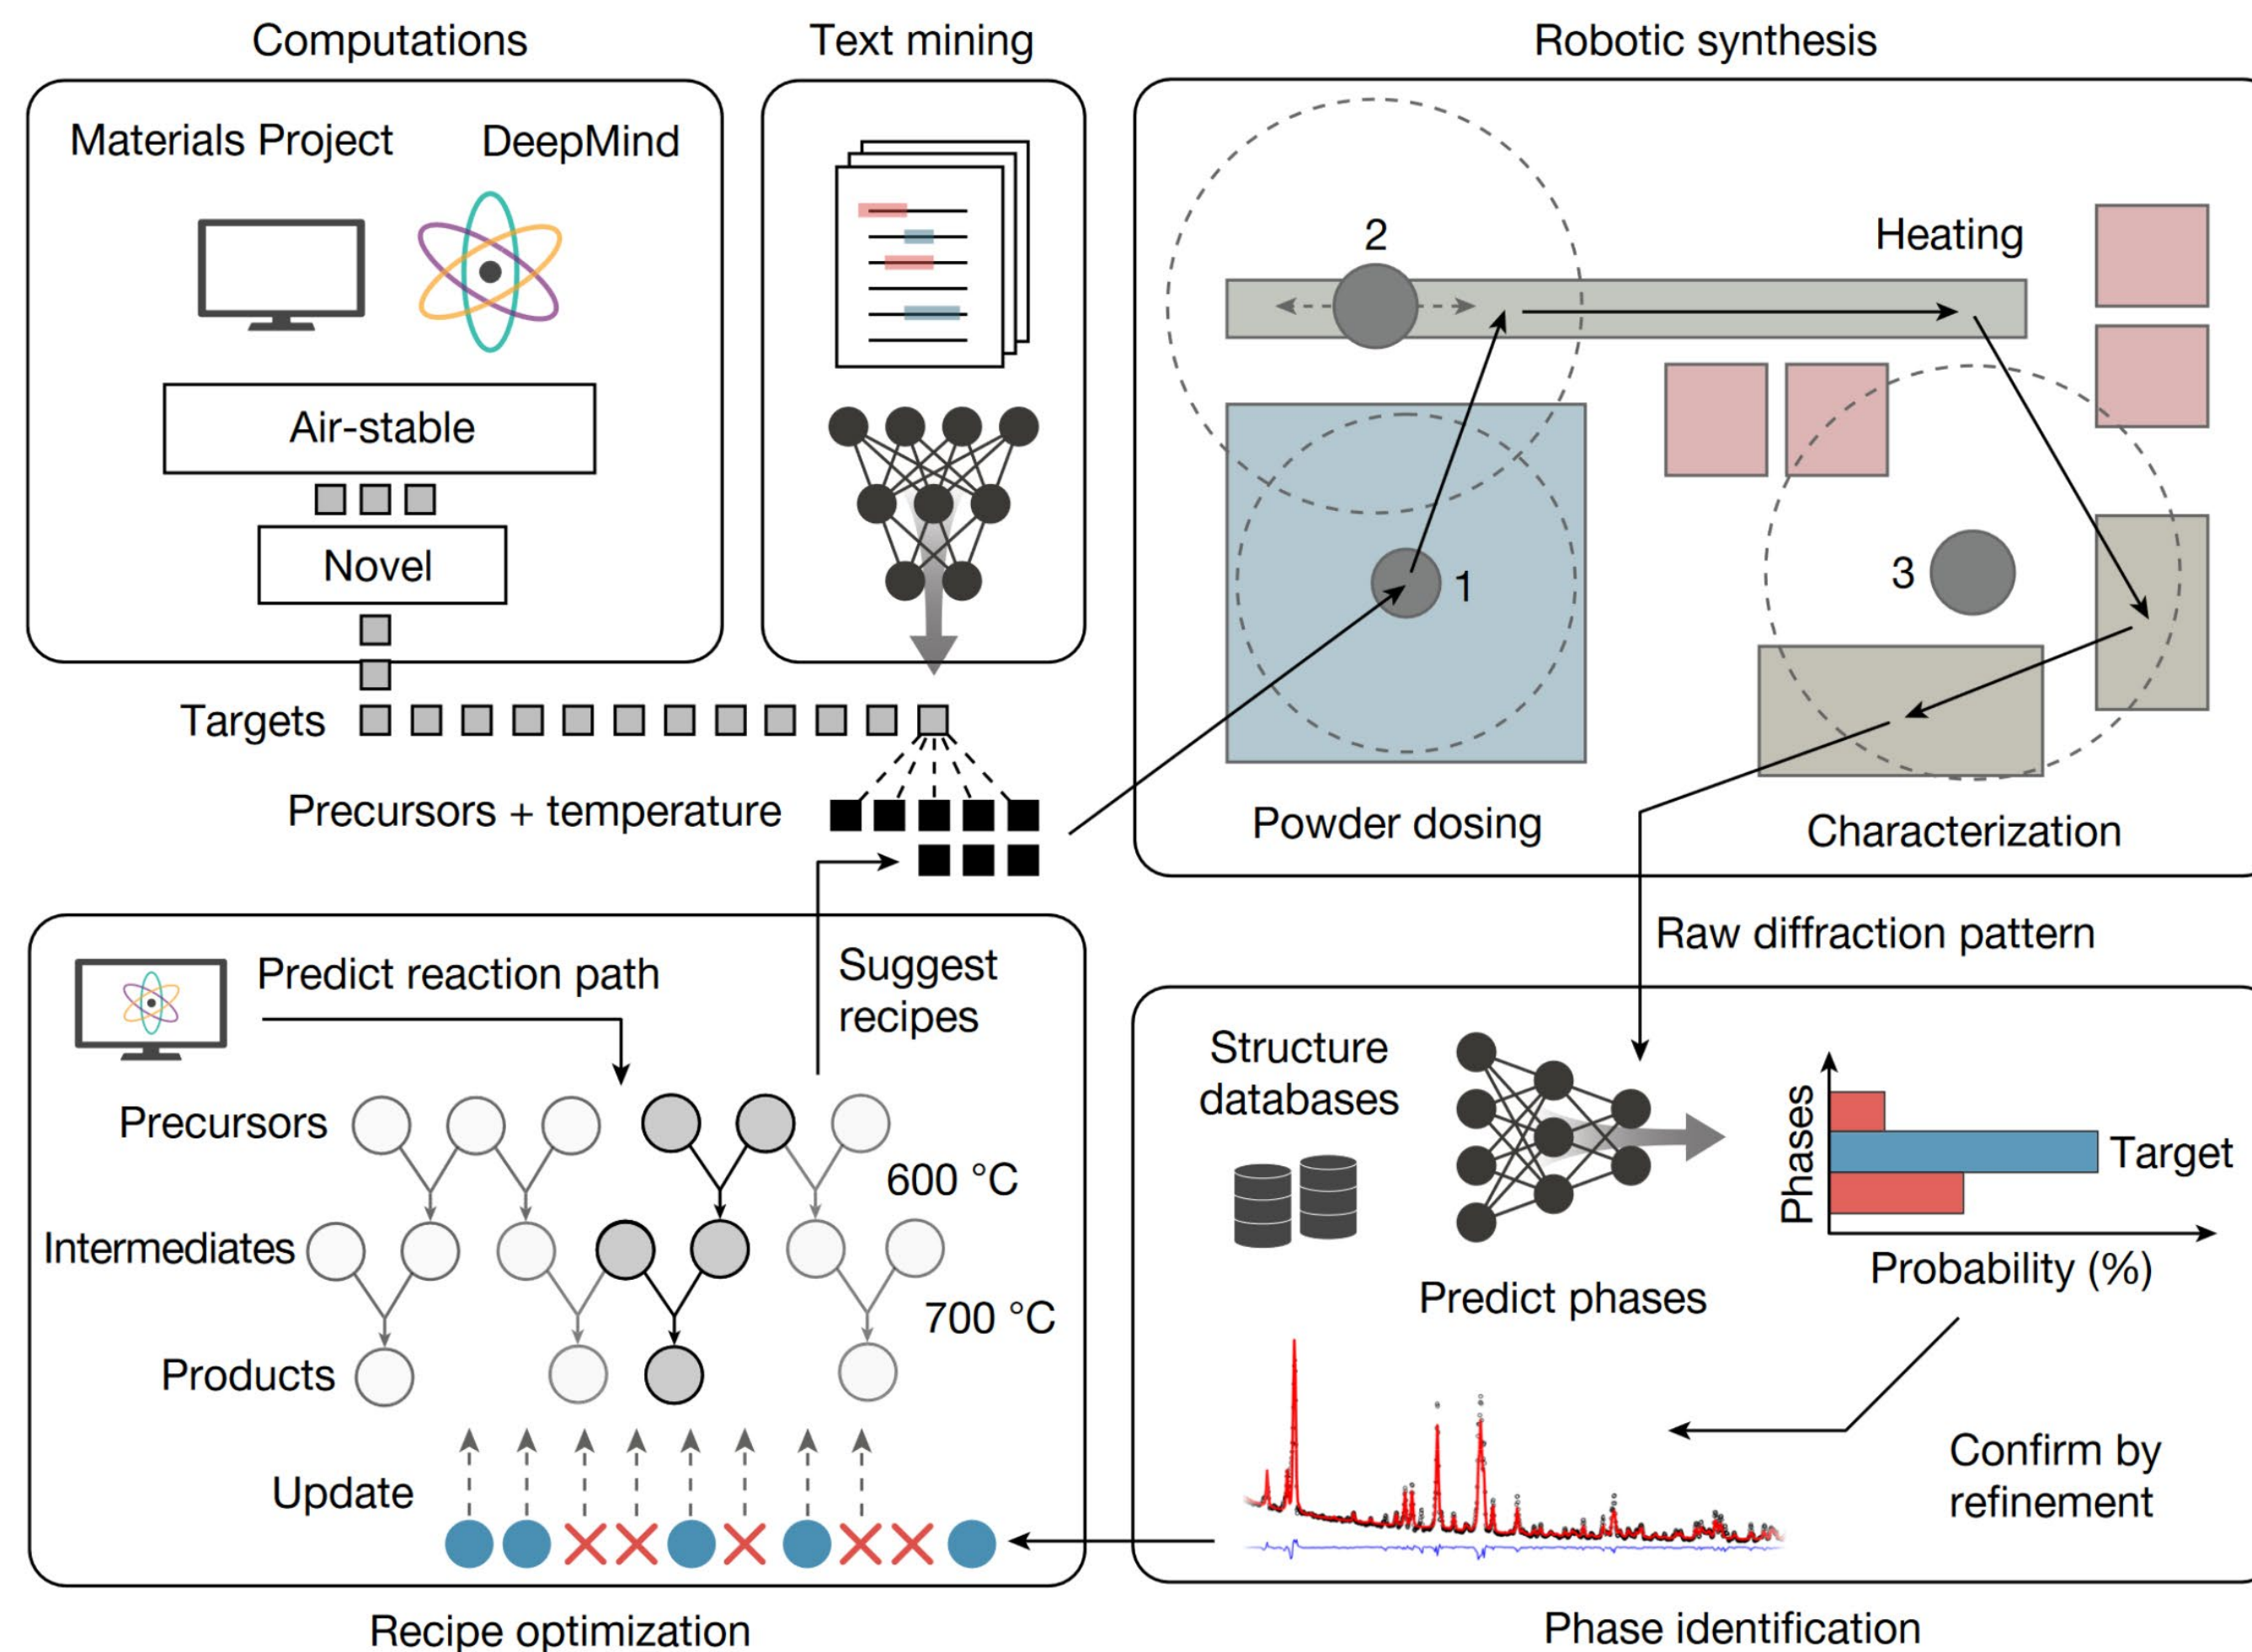 Computations
Text mining
Robotic synthesis
Materials Project
DeepMind
Air-stable
Novel
Targets
Precursors + temperature
2
Heating
1
3
Powder dosing
Characterization
Raw diffraction pattern
Predict reaction path
Suggest
recipes
Precursors
600 °C
Intermediates
700 °C
Products
Update
Recipe optimization
Structure
databases
Predict phases
Phases
Target
Probability (%)
Confirm by
refinement
Phase identification